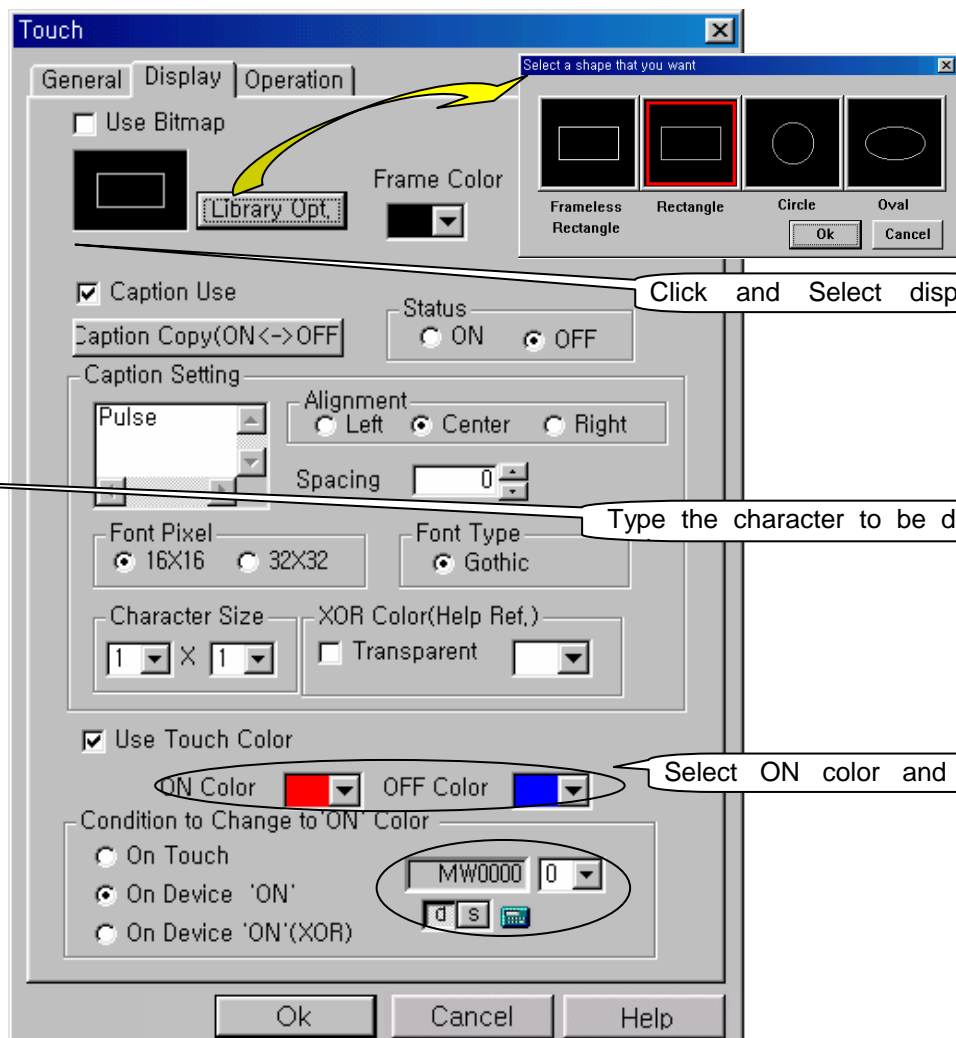 Touch
General Display Operation
Use Bitmap
Library Opt,
Frame Color
Select a shape that you want
Frameless Rectangle
Rectangle
Circle
Oval
Ok Cancel
Click and Select disp
Caption Use
Caption Copy(ON<->OFF
Status
ON OFF
Caption Setting
Pulse
Alignment
Left Center Right
Spacing 0
Type the character to be d
Font Pixel
16X16 32X32
Font Type
Gothic
Character Size
1 X 1
XOR Color(Help Ref,)
Transparent
Use Touch Color
ON Color OFF Color
Select ON color and
Condition to Change to'ON' Color
On Touch
On Device 'ON'
On Device 'ON'(XOR)
MW0000 0
d s
Ok Cancel Help